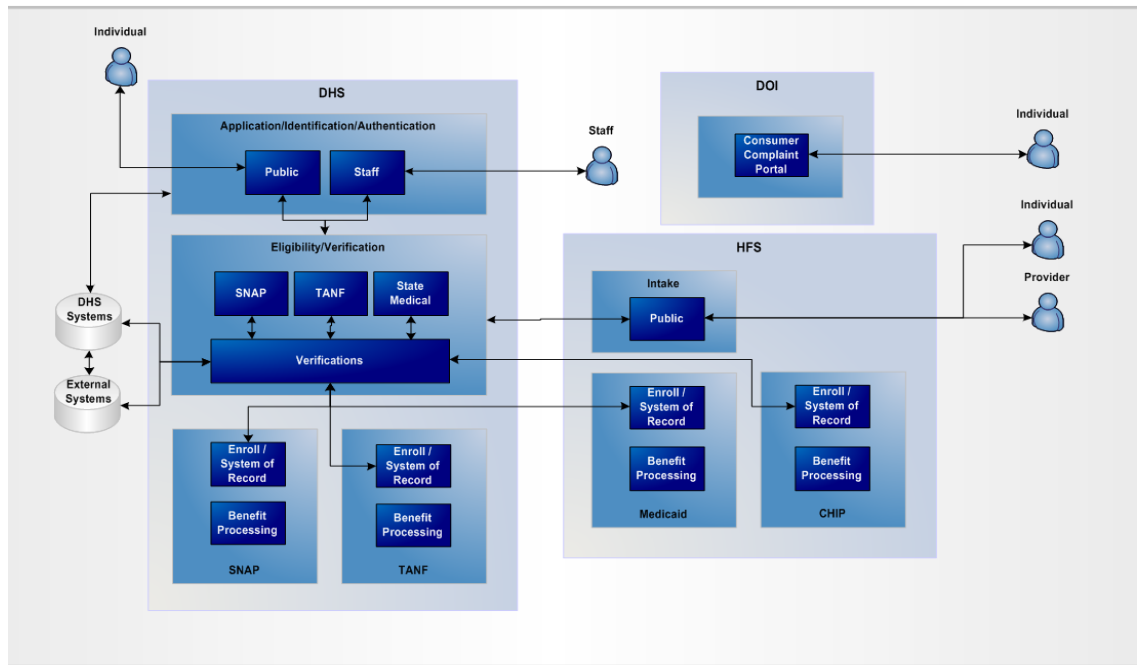 Individual
DHS
Application/Identification/Authentication
Public
Staff
Staff
DOI
Consumer
Complaint
Portal
Individual
Eligibility/Verification
SNAP
TANF
State
Medical
Verifications
DHS
Systems
External
Systems
HFS
Intake
Public
Individual
Provider
Enroll /
System of
Record
Benefit
Processing
SNAP
Enroll /
System of
Record
Benefit
Processing
TANF
Enroll /
System of
Record
Benefit
Processing
Medicaid
Enroll /
System of
Record
Benefit
Processing
CHIP